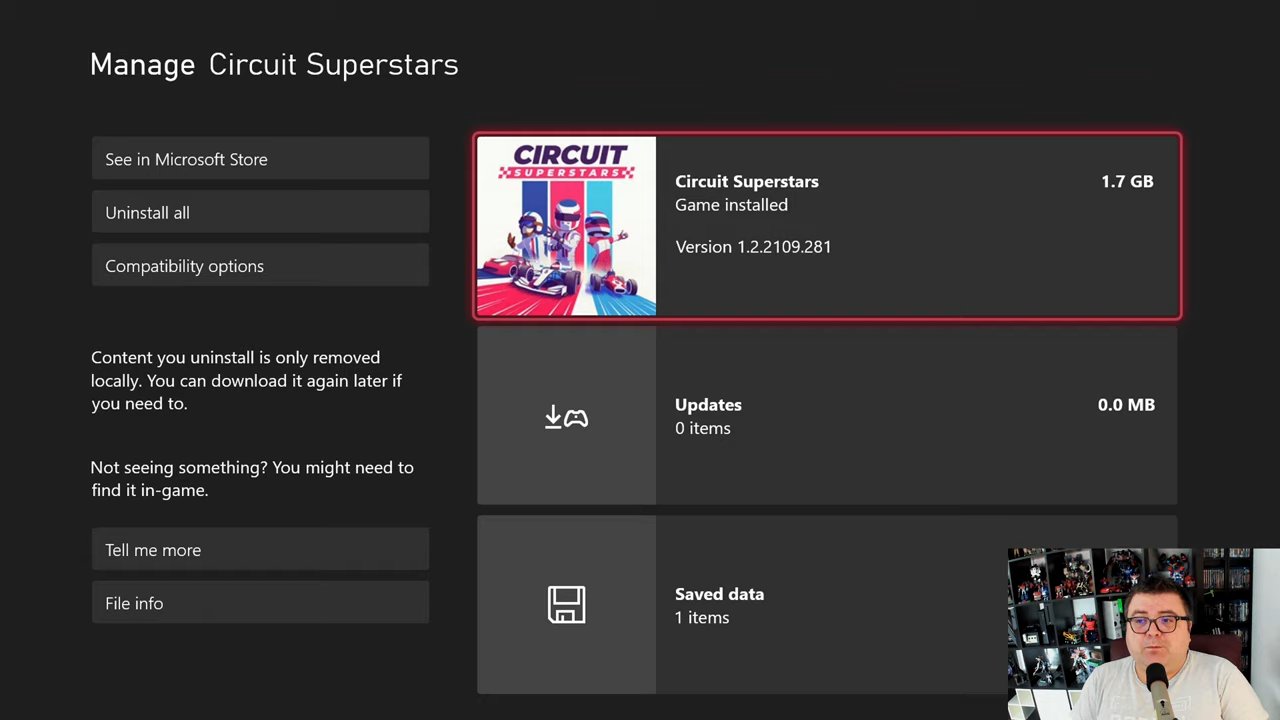 Manage Circuit Superstars
See in Microsoft Store
Uninstall all
Compatibility options
Content you uninstall is only removed
locally. You can download it again later if
you need to.
Not seeing something? You might need to
find it in-game.
Tell me more
File info
CIRCUIT
SUPERSTARS
Circuit Superstars
1.7 GB
Game installed
Version 1.2.2109.281
Updates
0.0 MB
0 items
Saved data
1 items